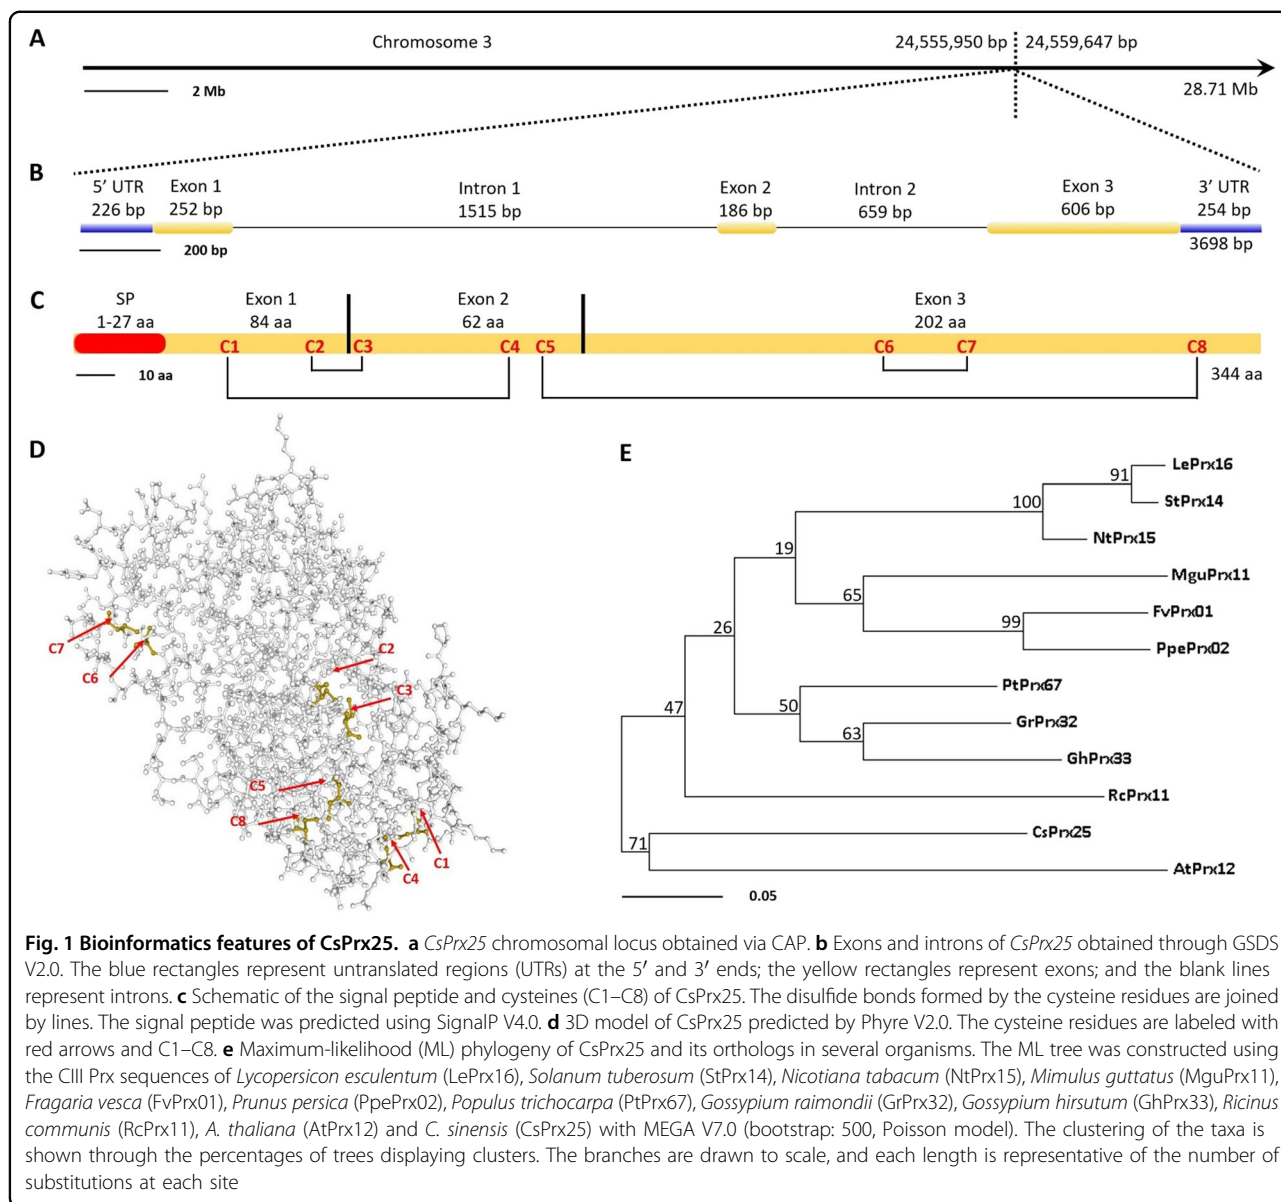 A
Chromosome 3
24,555,950 bp
24,559,647 bp
2 Mb
28.71 Mb
B
5′ UTR
226 bp
Exon 1
252 bp
Intron 1
1515 bp
Exon 2
186 bp
Intron 2
659 bp
Exon 3
606 bp
3′ UTR
254 bp
200 bp
3698 bp
C
SP
1-27 aa
Exon 1
84 aa
Exon 2
62 aa
Exon 3
202 aa
C1 C2 C3 C4 C5 C6 C7 C8
10 aa
344 aa
D
C7
C6
C2
C3
C5
C8
C4
C1
E
LePrx16
91
StPrx14
100
NtPrx15
19
MguPrx11
65
FvPrx01
99
PpePrx02
26
PtPrx67
50
GrPrx32
63
GhPrx33
47
RcPrx11
CsPrx25
71
AtPrx12
0.05
Fig. 1 Bioinformatics features of CsPrx25. a CsPrx25 chromosomal locus obtained via CAP. b Exons and introns of CsPrx25 obtained through GSDS
V2.0. The blue rectangles represent untranslated regions (UTRs) at the 5′ and 3′ ends; the yellow rectangles represent exons; and the blank lines
represent introns. c Schematic of the signal peptide and cysteines (C1–C8) of CsPrx25. The disulfide bonds formed by the cysteine residues are joined
by lines. The signal peptide was predicted using SignalP V4.0. d 3D model of CsPrx25 predicted by Phyre V2.0. The cysteine residues are labeled with
red arrows and C1–C8. e Maximum-likelihood (ML) phylogeny of CsPrx25 and its orthologs in several organisms. The ML tree was constructed using
the CIII Prx sequences of Lycopersicon esculentum (LePrx16), Solanum tuberosum (StPrx14), Nicotiana tabacum (NtPrx15), Mimulus guttatus (MguPrx11),
Fragaria vesca (FvPrx01), Prunus persica (PpePrx02), Populus trichocarpa (PtPrx67), Gossypium raimondii (GrPrx32), Gossypium hirsutum (GhPrx33), Ricinus
communis (RcPrx11), A. thaliana (AtPrx12) and C. sinensis (CsPrx25) with MEGA V7.0 (bootstrap: 500, Poisson model). The clustering of the taxa is
shown through the percentages of trees displaying clusters. The branches are drawn to scale, and each length is representative of the number of
substitutions at each site